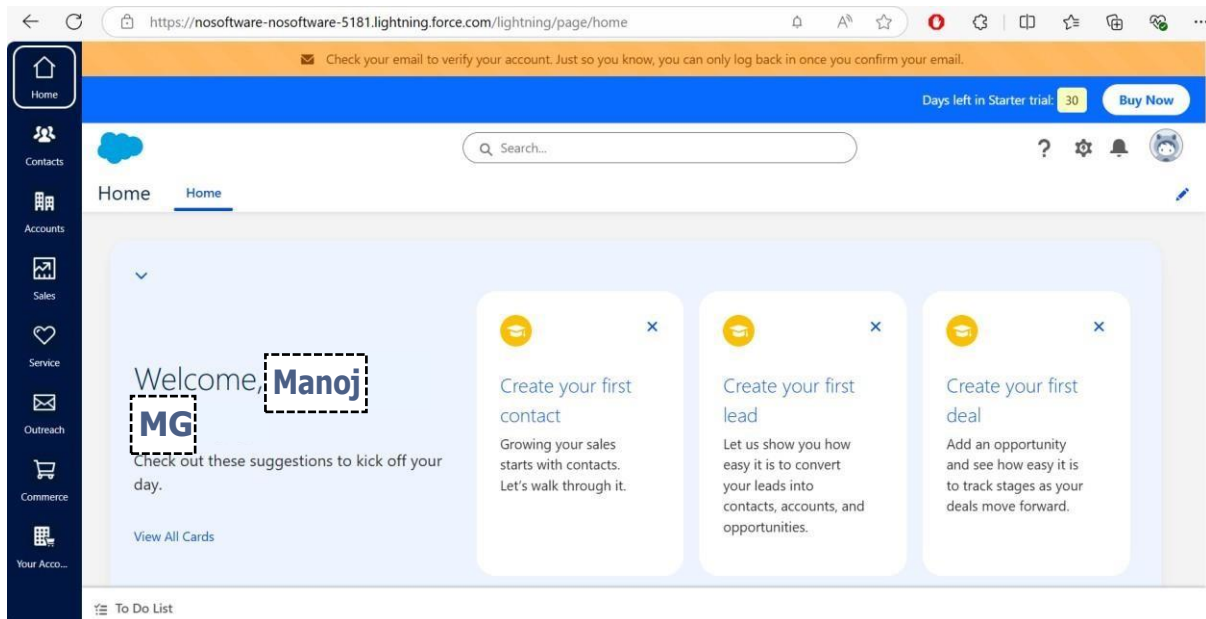 https://nosoftware-nosoftware-5181.lightning.force.com/lightning/page/home
Check your email to verify your account. Just so you know, you can only log back in once you confirm your email.
Days left in Starter trial: 30 Buy Now
Home
Contacts
Accounts
Sales
Service
Outreach
Commerce
Your Acco...
Search...
Home Home
Welcome, Manoj
MG
Check out these suggestions to kick off your
day.
View All Cards
Create your first
contact
Growing your sales
starts with contacts.
Let's walk through it.
Create your first
lead
Let us show you how
easy it is to convert
your leads into
contacts, accounts, and
opportunities.
Create your first
deal
Add an opportunity
and see how easy it is
to track stages as your
deals move forward.
To Do List